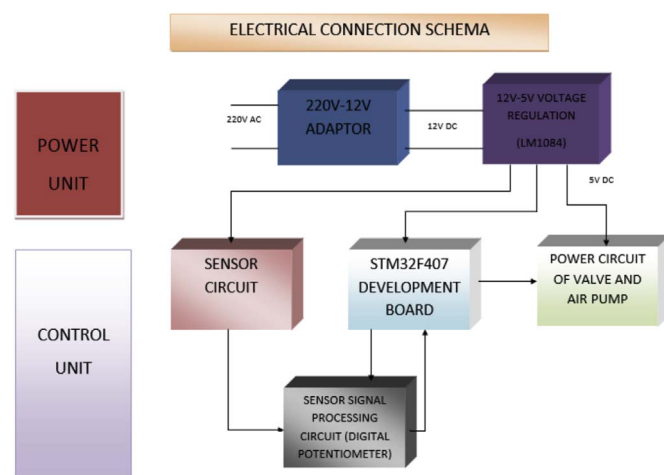 ELECTRICAL CONNECTION SCHEMA
POWER
UNIT
220V AC
220V-12V
ADAPTOR
12V DC
12V-5V VOLTAGE
REGULATION
(LM1084)
5V DC
CONTROL
UNIT
SENSOR
CIRCUIT
STM32F407
DEVELOPMENT
BOARD
POWER CIRCUIT
OF VALVE AND
AIR PUMP
SENSOR SIGNAL
PROCESSING
CIRCUIT (DIGITAL
POTENTIOMETER)